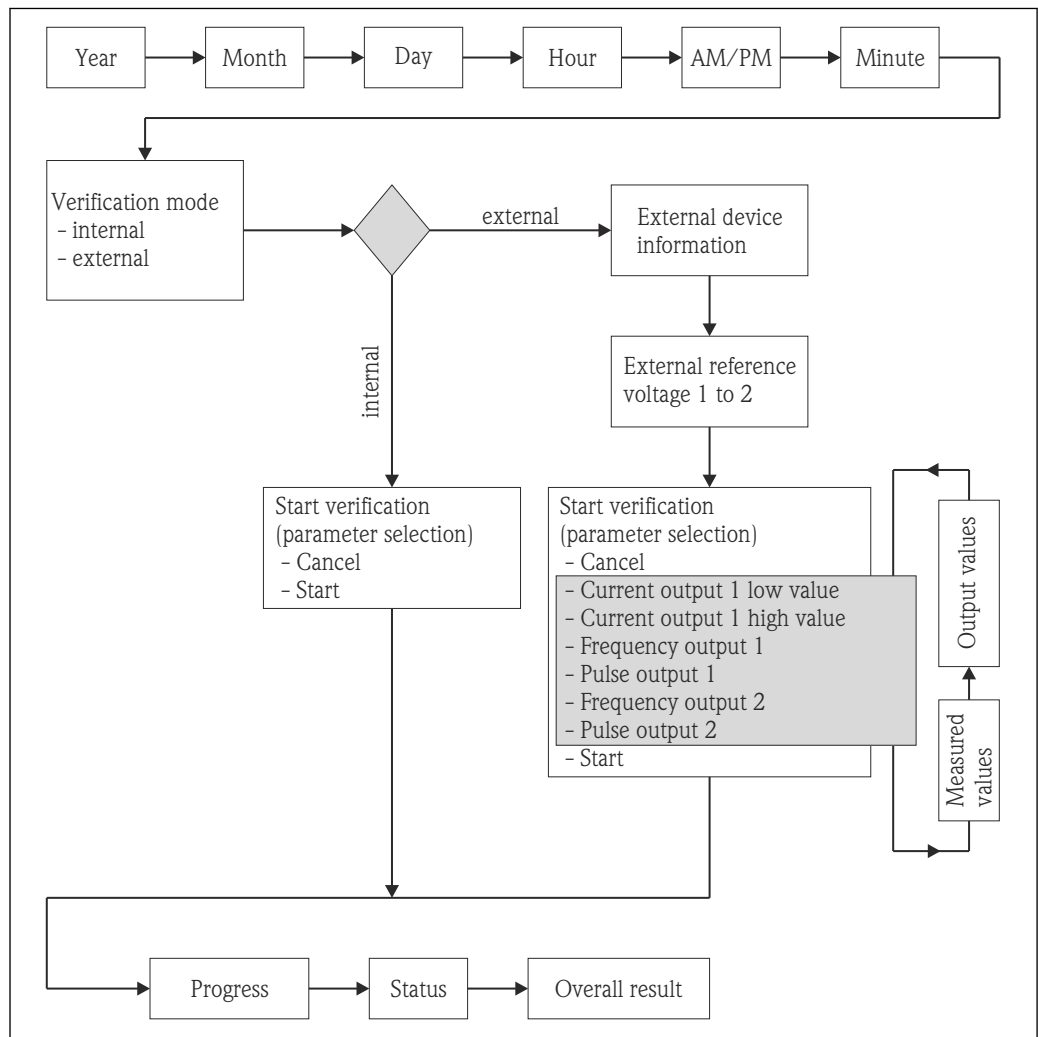 Year
Month
Day
Hour
AM/PM
Minute
Verification mode
- internal
- external
external
internal
External device
information
External reference
voltage 1 to 2
Start verification
(parameter selection)
- Cancel
- Start
Start verification
(parameter selection)
- Cancel
- Current output 1 low value
- Current output 1 high value
- Frequency output 1
- Pulse output 1
- Frequency output 2
- Pulse output 2
- Start
Output values
Measured
values
Progress
Status
Overall result